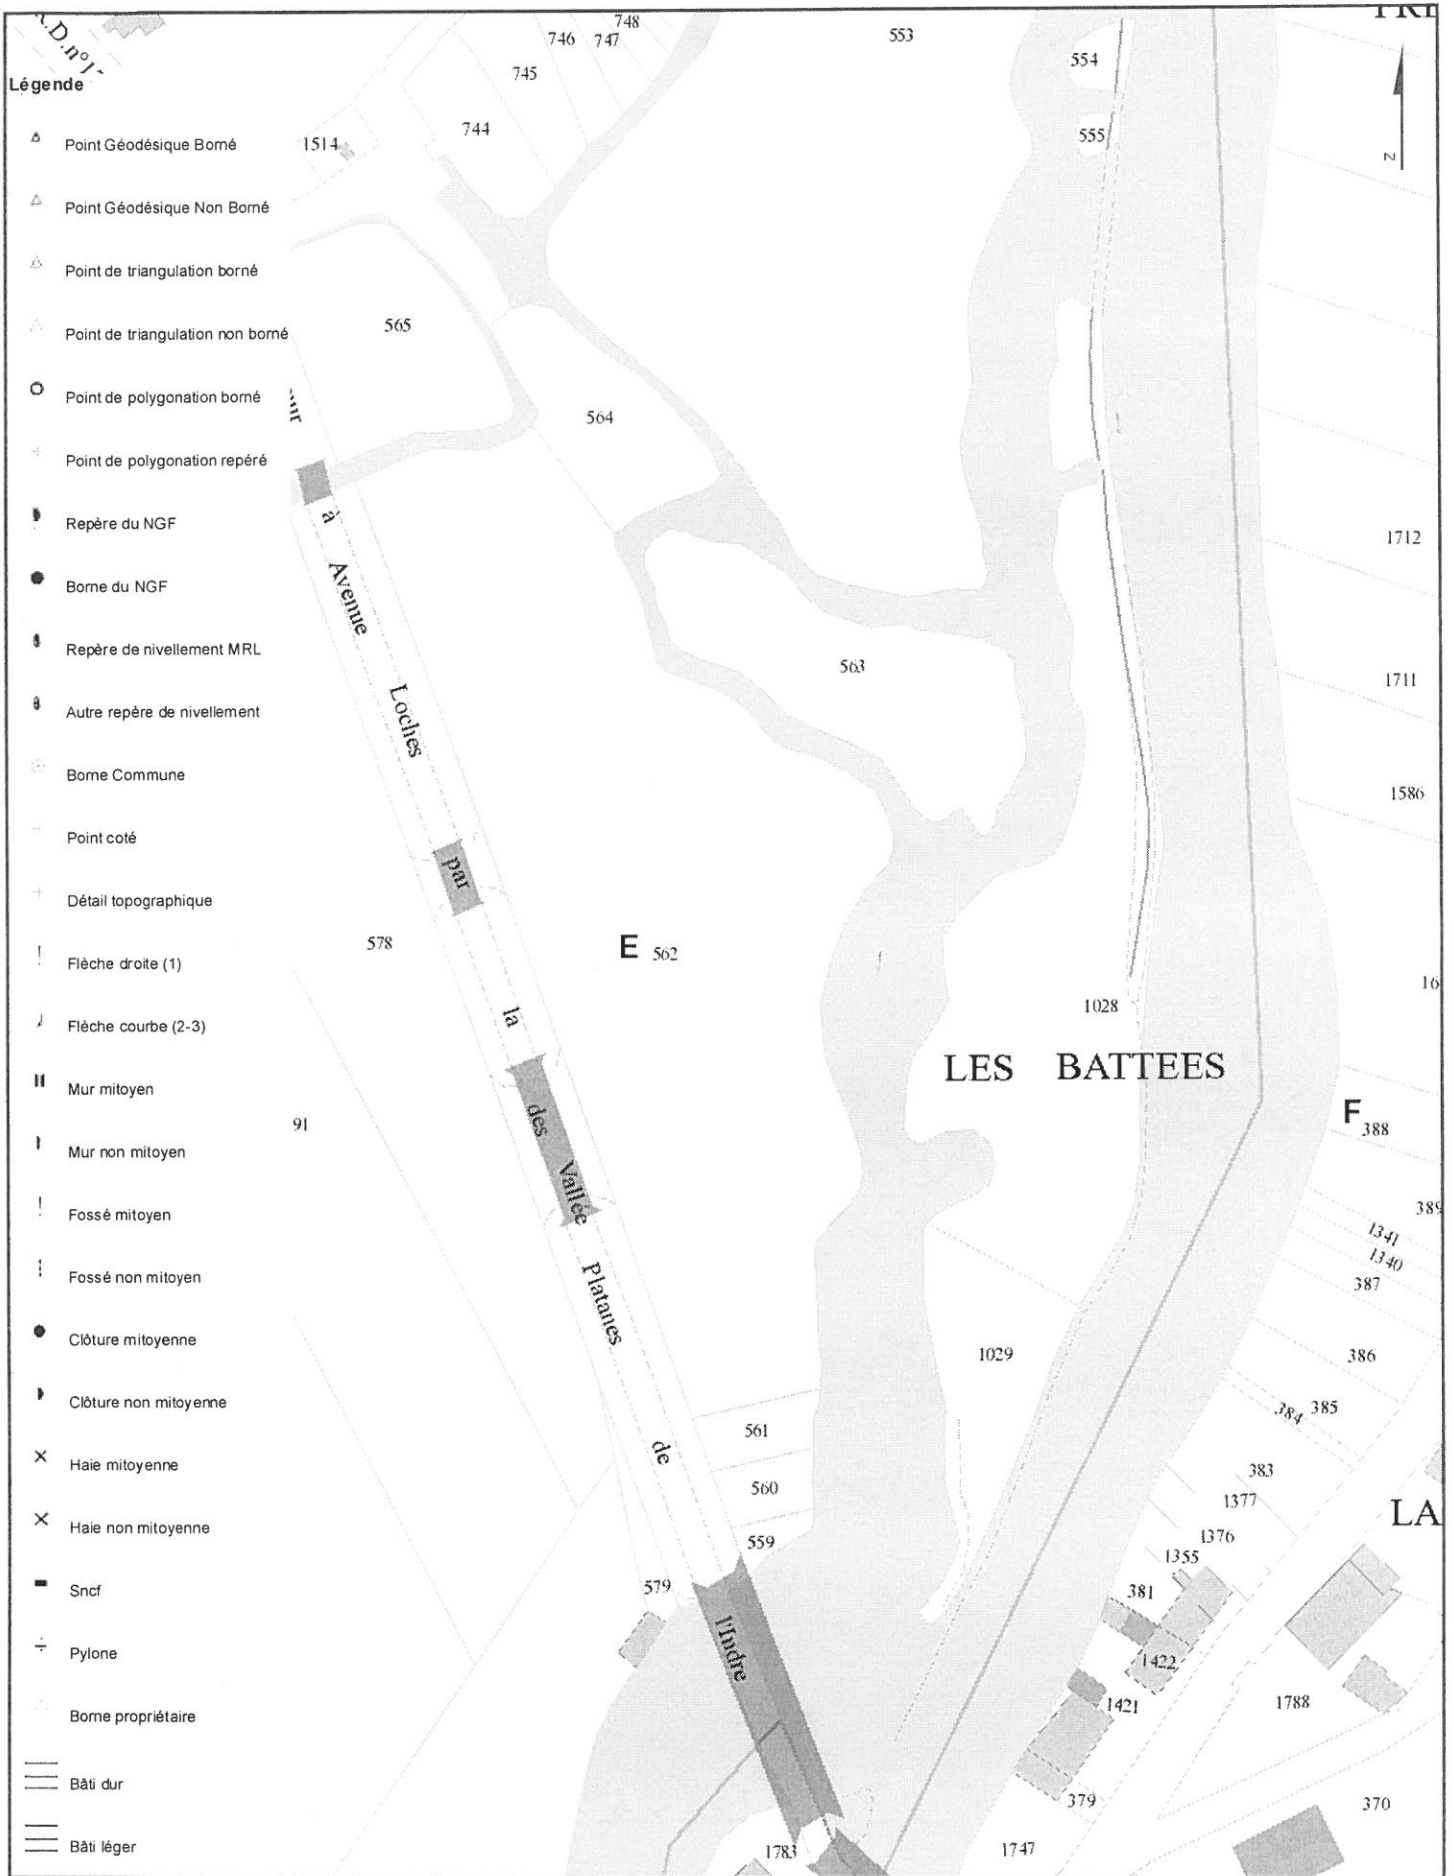 R.D.n°1
Légende
Point Géodésique Borné
Point Géodésique Non Borné
Point de triangulation borné
Point de triangulation non borné
Point de polygonation borné
Point de polygonation repéré
Repère du NGF
Borne du NGF
Repère de nivellement MRL
Autre repère de nivellement
Borne Commune
Point coté
Détail topographique
Flèche droite (1)
Flèche courbe (2-3)
Mur mitoyen
Mur non mitoyen
Fossé mitoyen
Fossé non mitoyen
Clôture mitoyenne
Clôture non mitoyenne
Haie mitoyenne
Haie non mitoyenne
Sncf
Pylone
Borne propriétaire
Bâti dur
Bâti léger
748
746
747
553
745
554
744
555
1514
N
565
564
à
Avenue
1712
Loches
563
1711
1586
par
578
E
562
16
la
1028
LES BATTEES
des
F
388
91
Vallée
389
1341
1340
387
Platanes
1029
386
384
385
561
de
383
560
1377
LA
559
1376
1355
579
381
l'Indre
1422
1421
1788
379
370
1783
1747